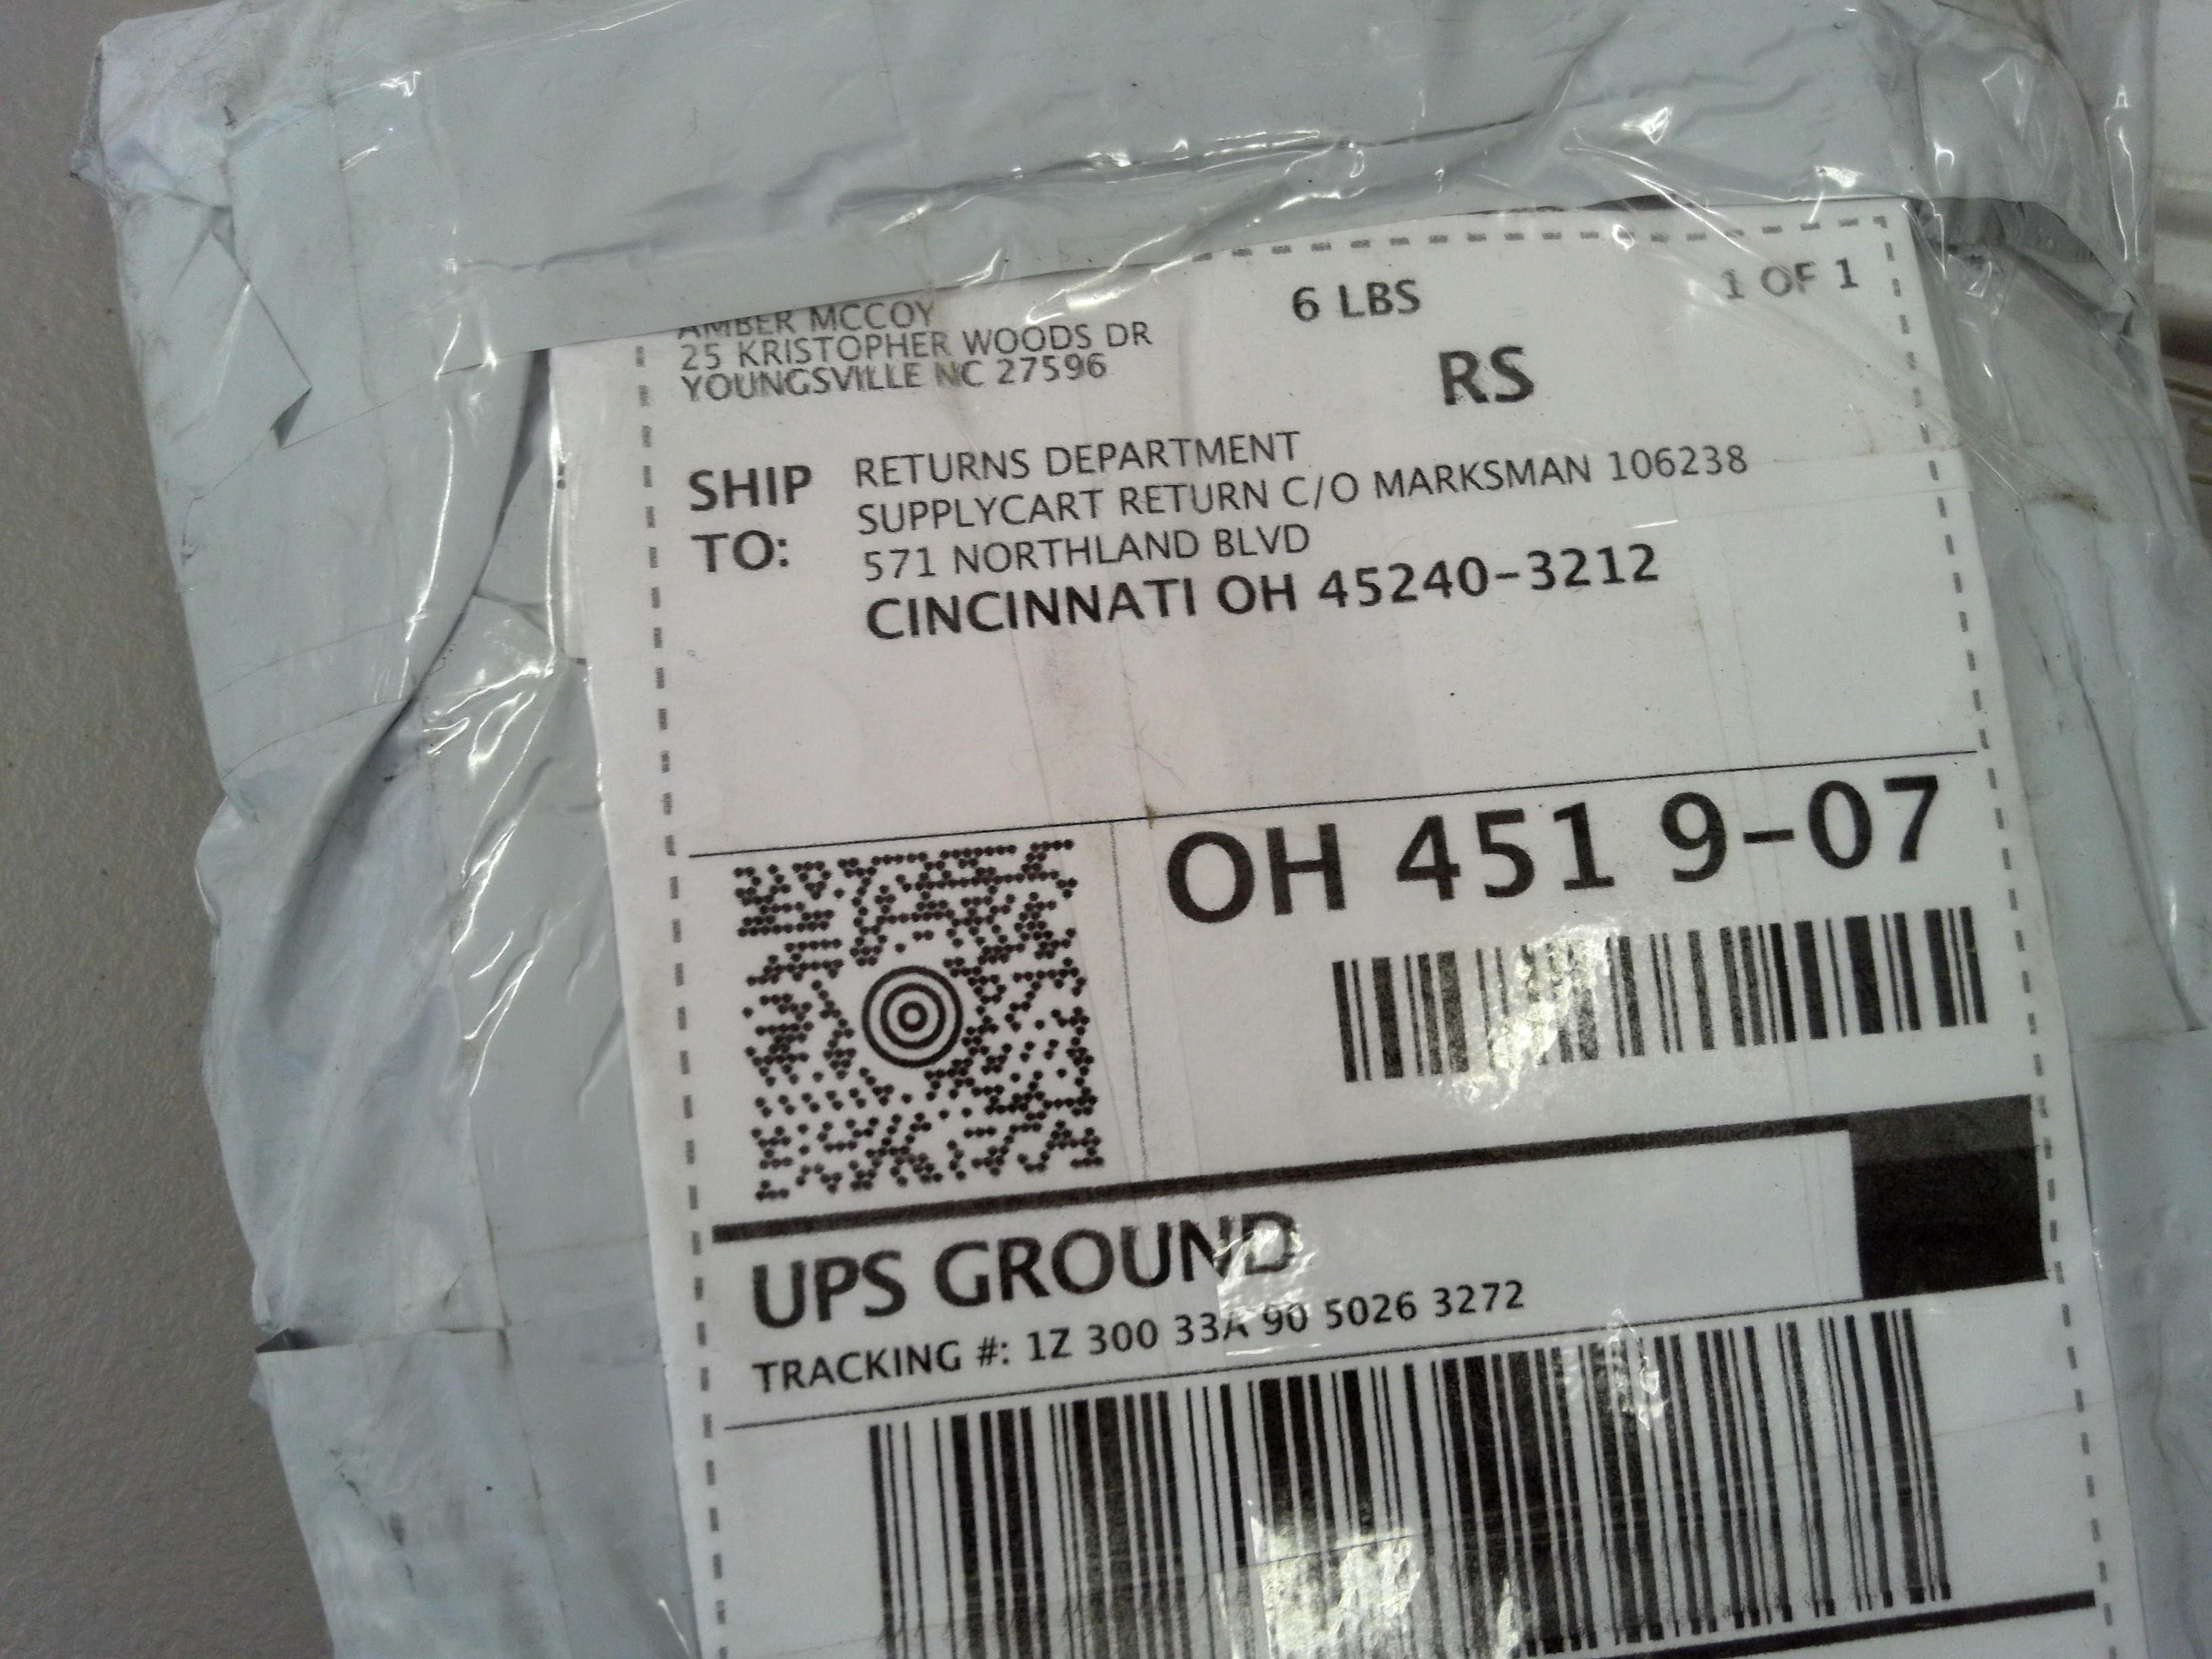 AMBER MCCOY
25 KRISTOPHER WOODS DR
YOUNGSVILLE NC 27596
6 LBS
1 OF 1
RS
SHIP TO:
RETURNS DEPARTMENT
SUPPLYCART RETURN C/O MARKSMAN 106238
571 NORTHLAND BLVD
CINCINNATI OH 45240-3212
OH 451 9-07
UPS GROUND
TRACKING #: 1Z 300 33A 90 5026 3272